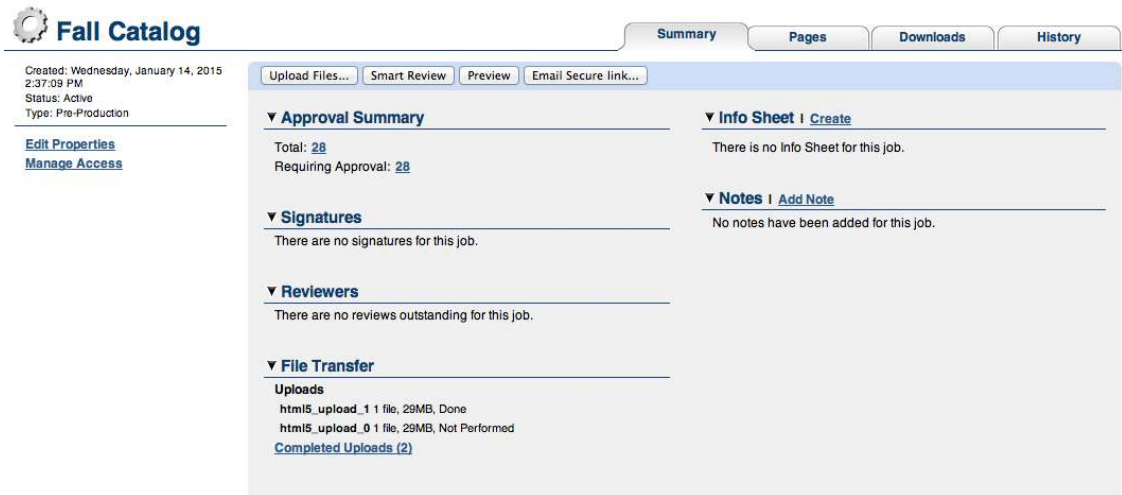 Fall Catalog
Summary
Pages
Downloads
History
Created: Wednesday, January 14, 2015
2:37:09 PM
Status: Active
Type: Pre-Production
Edit Properties
Manage Access
Upload Files...
Smart Review
Preview
Email Secure link...
Approval Summary
Total: 28
Requiring Approval: 28
Signatures
There are no signatures for this job.
Reviewers
There are no reviews outstanding for this job.
File Transfer
Uploads
html5_upload_1 1 file, 29MB, Done
html5_upload_0 1 file, 29MB, Not Performed
Completed Uploads (2)
Info Sheet | Create
There is no Info Sheet for this job.
Notes | Add Note
No notes have been added for this job.